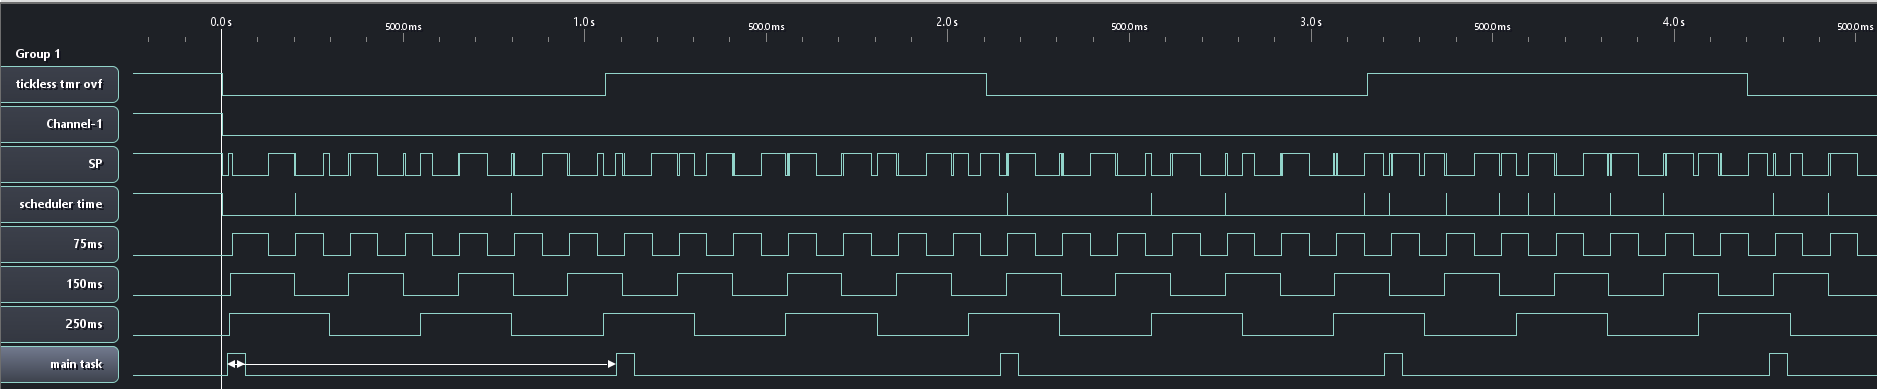 0.0 s 500.0 ms 1.0 s 500.0 ms 2.0 s 500.0 ms 3.0 s 500.0 ms 4.0 s 500.0 ms
Group 1
tickless tmr ovf
Channel-1
SP
scheduler time
75ms
150ms
250ms
main task